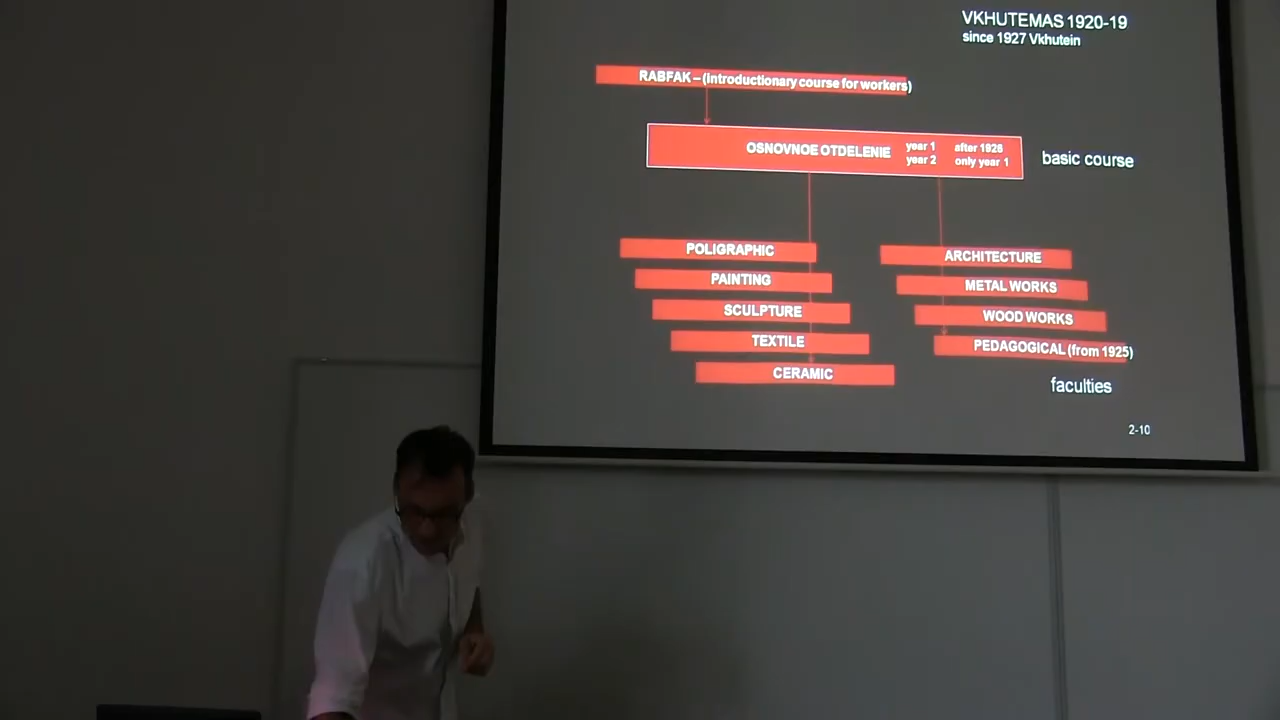 VKHUTEMAS 1920-19
since 1927 Vkhutein
RABFAK – (introductionary course for workers)
OSNOVNOE OTDELENIE
year 1 after 1926
year 2 only year 1
basic course
POLIGRAPHIC
PAINTING
SCULPTURE
TEXTILE
CERAMIC
ARCHITECTURE
METAL WORKS
WOOD WORKS
PEDAGOGICAL (from 1925)
faculties
2-10